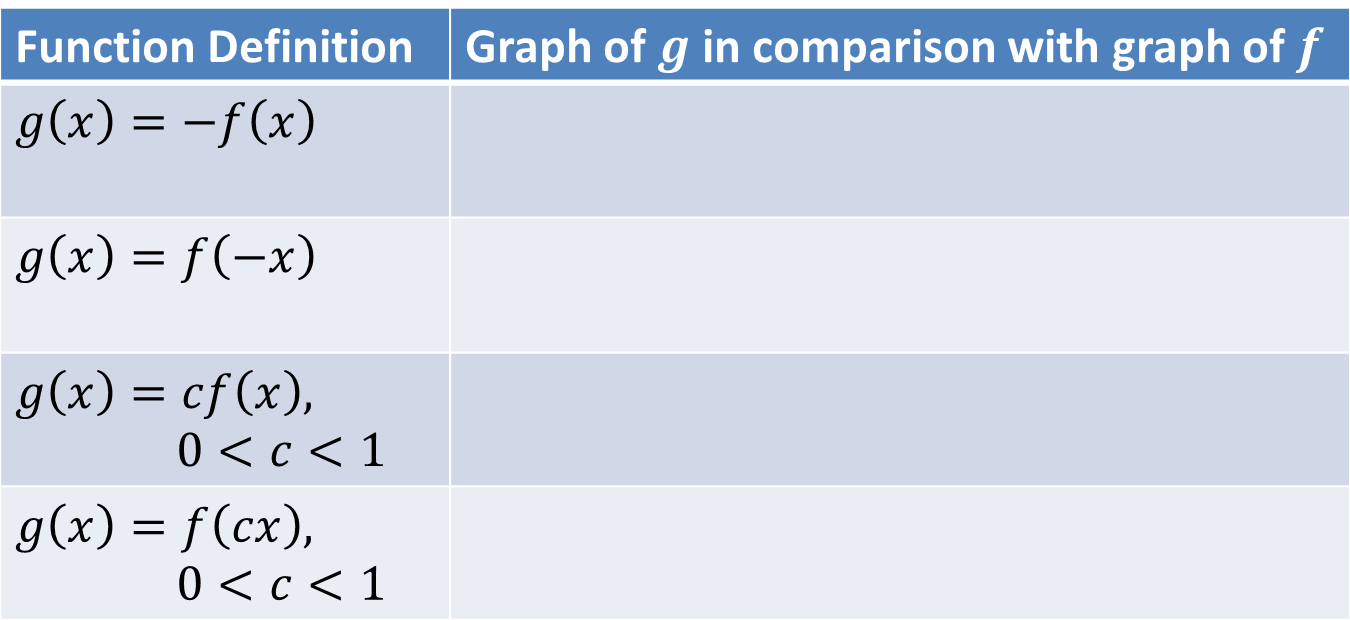 Function Definition
Graph of g in comparison with graph of f
g(x) = −f(x)
g(x) = f(−x)
g(x) = cf(x),
0 < c < 1
g(x) = f(cx),
0 < c < 1